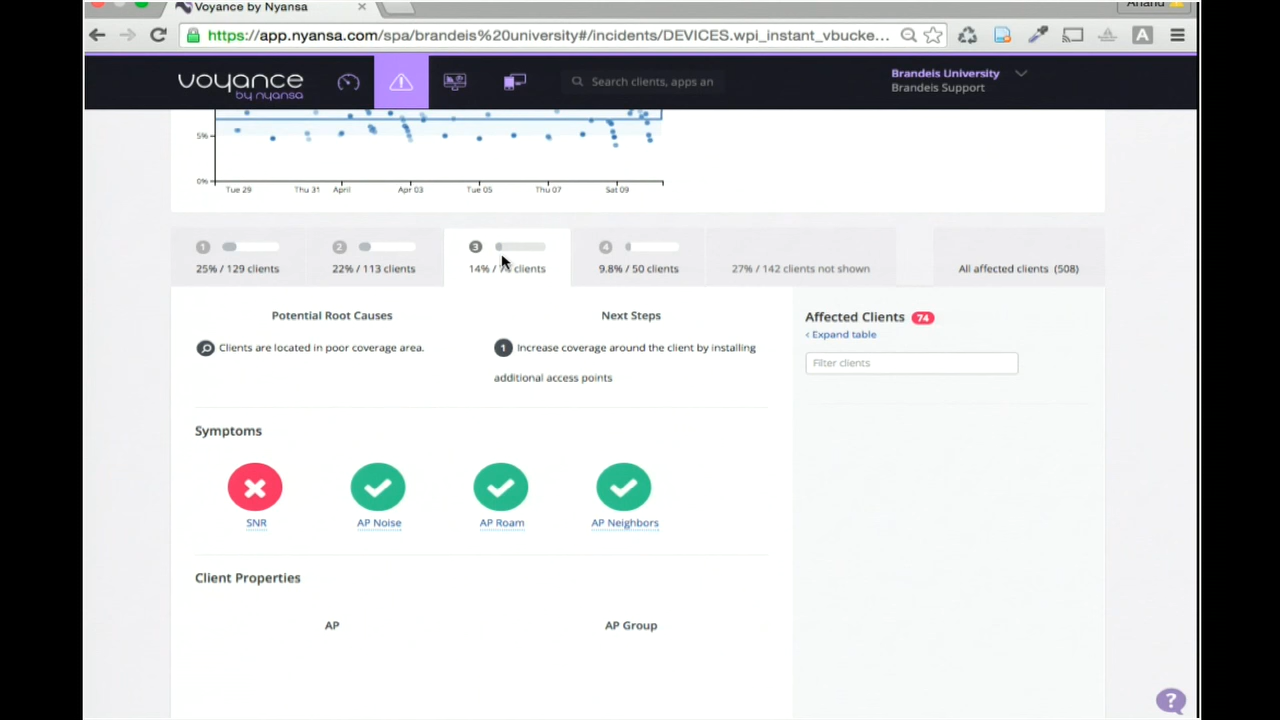 Voyance by Nyansa
https://app.nyansa.com/spa/brandeis%20university#/incidents/DEVICES.wpi_instant_vbucke...
voyance
by nyansa
Search clients, apps an
Brandeis University
Brandeis Support
5%
0%
Tue 29 Thu 31 April Apr 03 Tue 05 Thu 07 Sat 09
1 2 3 4
25% / 129 clients 22% / 113 clients 14% / clients 9.8% / 50 clients 27% / 142 clients not shown All affected clients (508)
Potential Root Causes Next Steps
Clients are located in poor coverage area.
1 Increase coverage around the client by installing
additional access points
Affected Clients 74
‹ Expand table
Filter clients
Symptoms
SNR AP Noise AP Roam AP Neighbors
Client Properties
AP AP Group
A
?